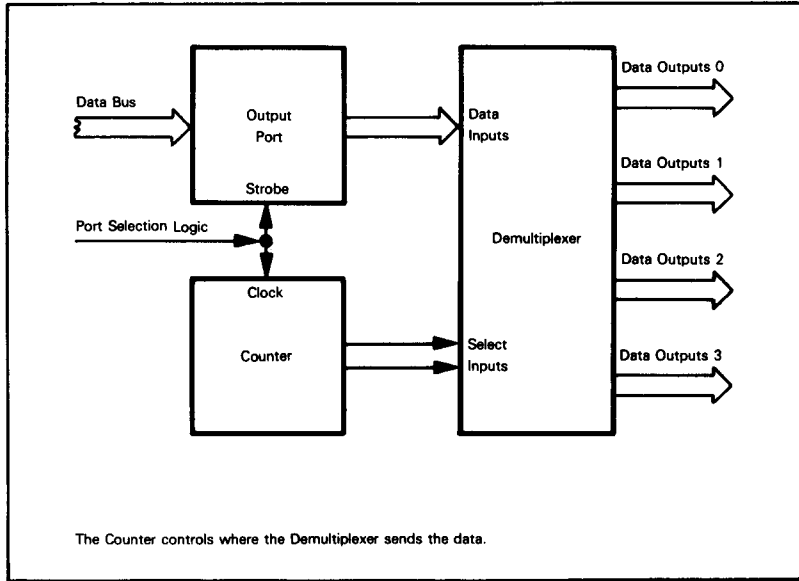 Data Bus
Output
Port
Strobe
Port Selection Logic
Clock
Counter
Data
Inputs
Demultiplexer
Select
Inputs
Data Outputs 0
Data Outputs 1
Data Outputs 2
Data Outputs 3
The Counter controls where the Demultiplexer sends the data.